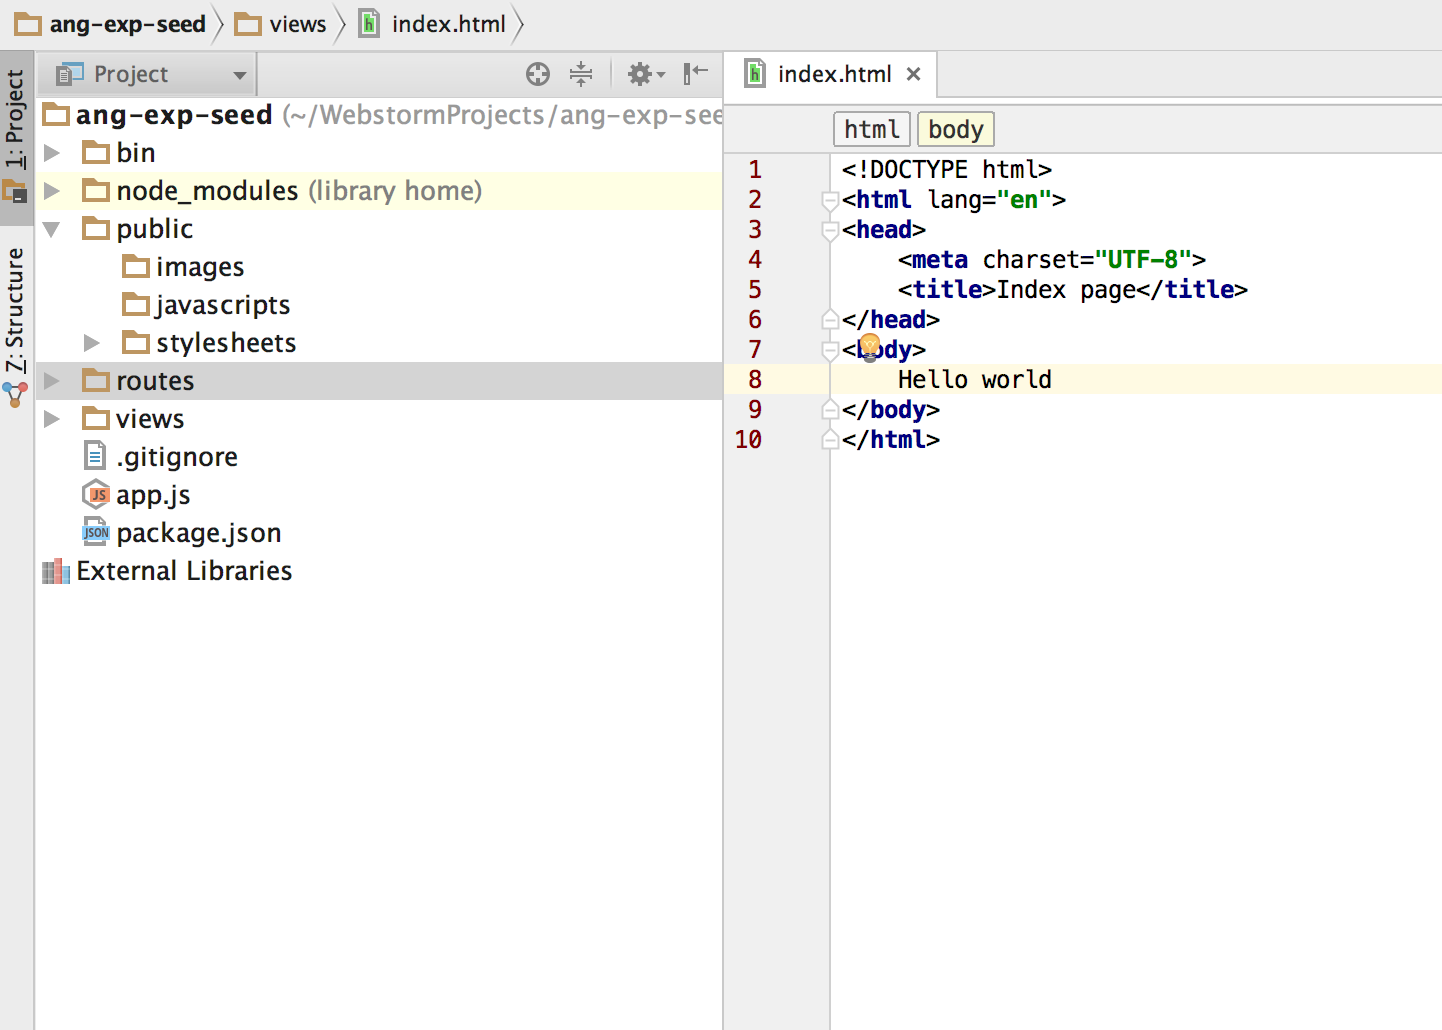 ang-exp-seed views index.html
1: Project
Z: Structure
Project
ang-exp-seed (~/WebstormProjects/ang-exp-see
bin
node_modules (library home)
public
images
javascripts
stylesheets
routes
views
.gitignore
JS app.js
JSON package.json
External Libraries
index.html
html body
1 <!DOCTYPE html>
2 <html lang="en">
3 <head>
4 <meta charset="UTF-8">
5 <title>Index page</title>
6 </head>
7 <body>
8 Hello world
9 </body>
10 </html>